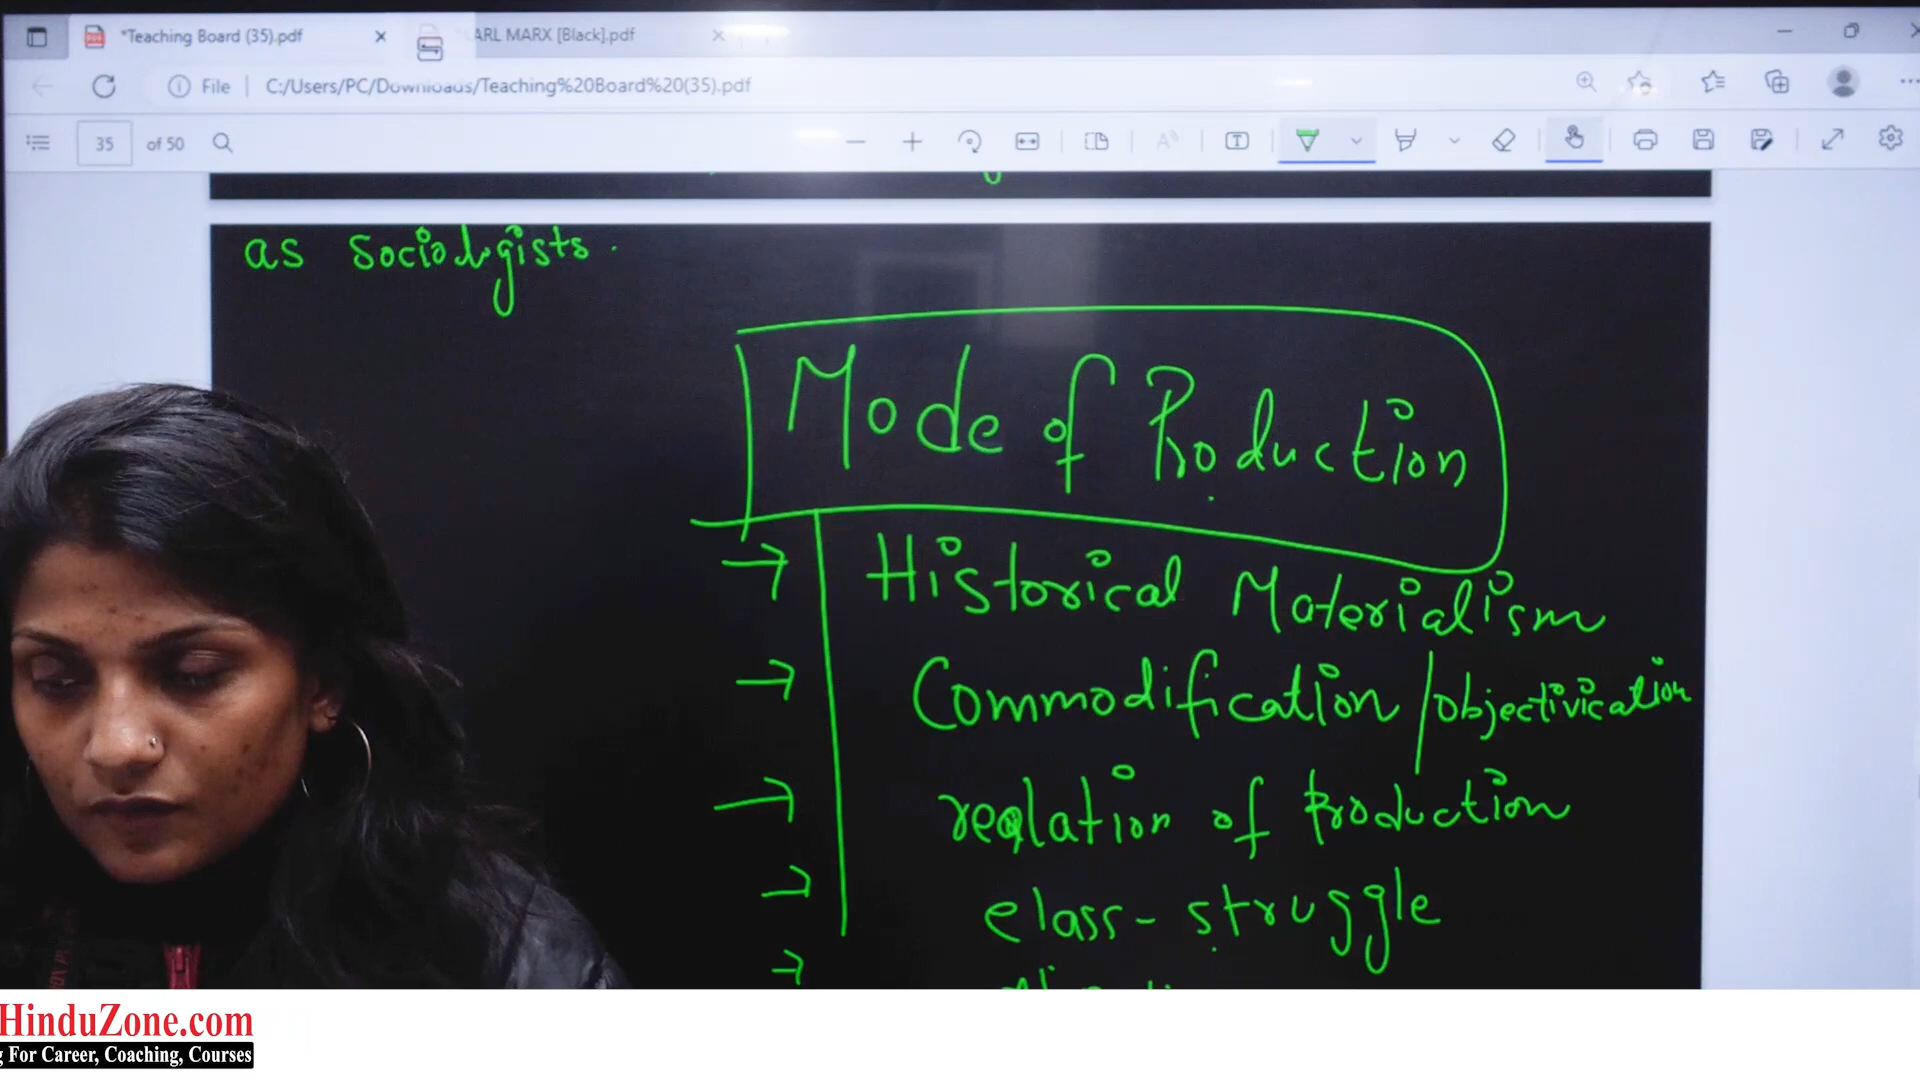 *Teaching Board (35).pdf
ARL MARX [Black].pdf
File
C:/Users/PC/Downloads/Teaching%20Board%20(35).pdf
35 of 50
as Sociologists.
Mode of Production
→ Historical Materialism
→ Commodification / objectivication
→ realation of Production
→ class - struggle
→
HinduZone.com
g For Career, Coaching, Courses